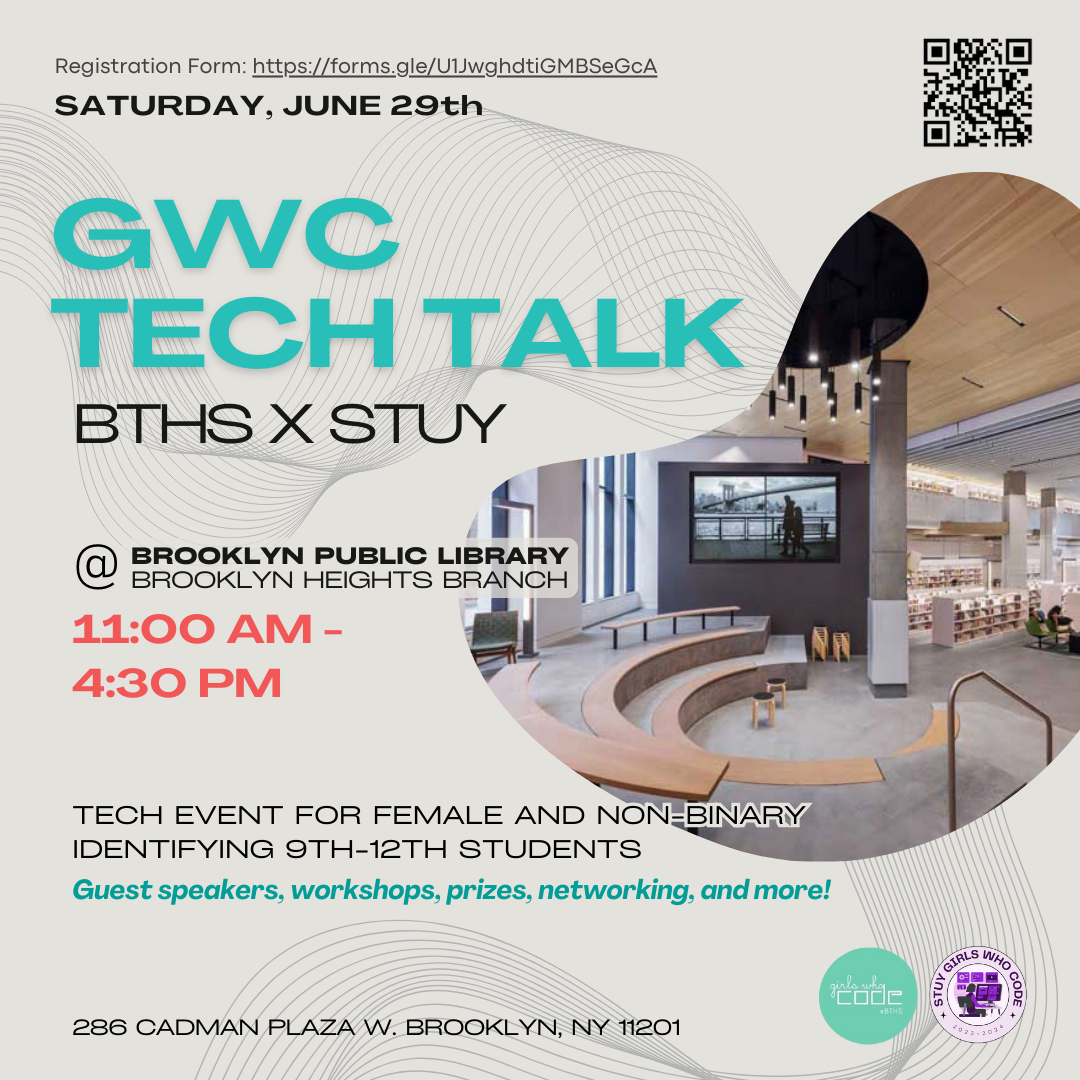 Registration Form: https://forms.gle/U1JwghdtiGMBSeGcA
SATURDAY, JUNE 29th
GWC
TECH TALK
BTHS X STUY
@ BROOKLYN PUBLIC LIBRARY
BROOKLYN HEIGHTS BRANCH
11:00 AM -
4:30 PM
TECH EVENT FOR FEMALE AND NON-BINARY
IDENTIFYING 9TH-12TH STUDENTS
Guest speakers, workshops, prizes, networking, and more!
286 CADMAN PLAZA W. BROOKLYN, NY 11201
girls who
code
@BTHS
STUY GIRLS WHO CODE
2023-2024